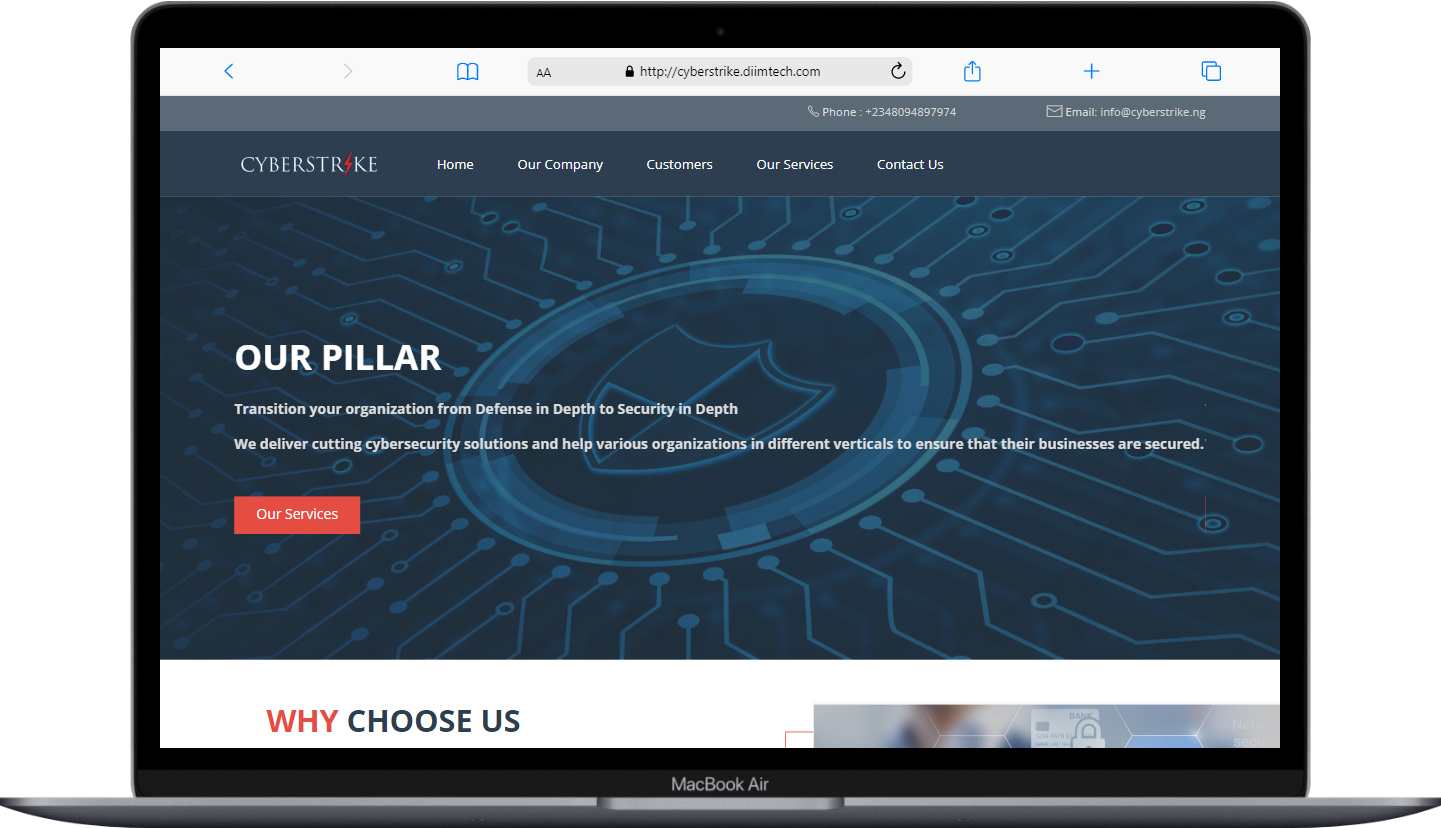 AA
http://cyberstrike.diimtech.com
Phone : +2348094897974
Email: info@cyberstrike.ng
CYBERSTRIKE
Home
Our Company
Customers
Our Services
Contact Us
OUR PILLAR
Transition your organization from Defense in Depth to Security in Depth
We deliver cutting cybersecurity solutions and help various organizations in different verticals to ensure that their businesses are secured.
Our Services
WHY CHOOSE US
BANK
MacBook Air